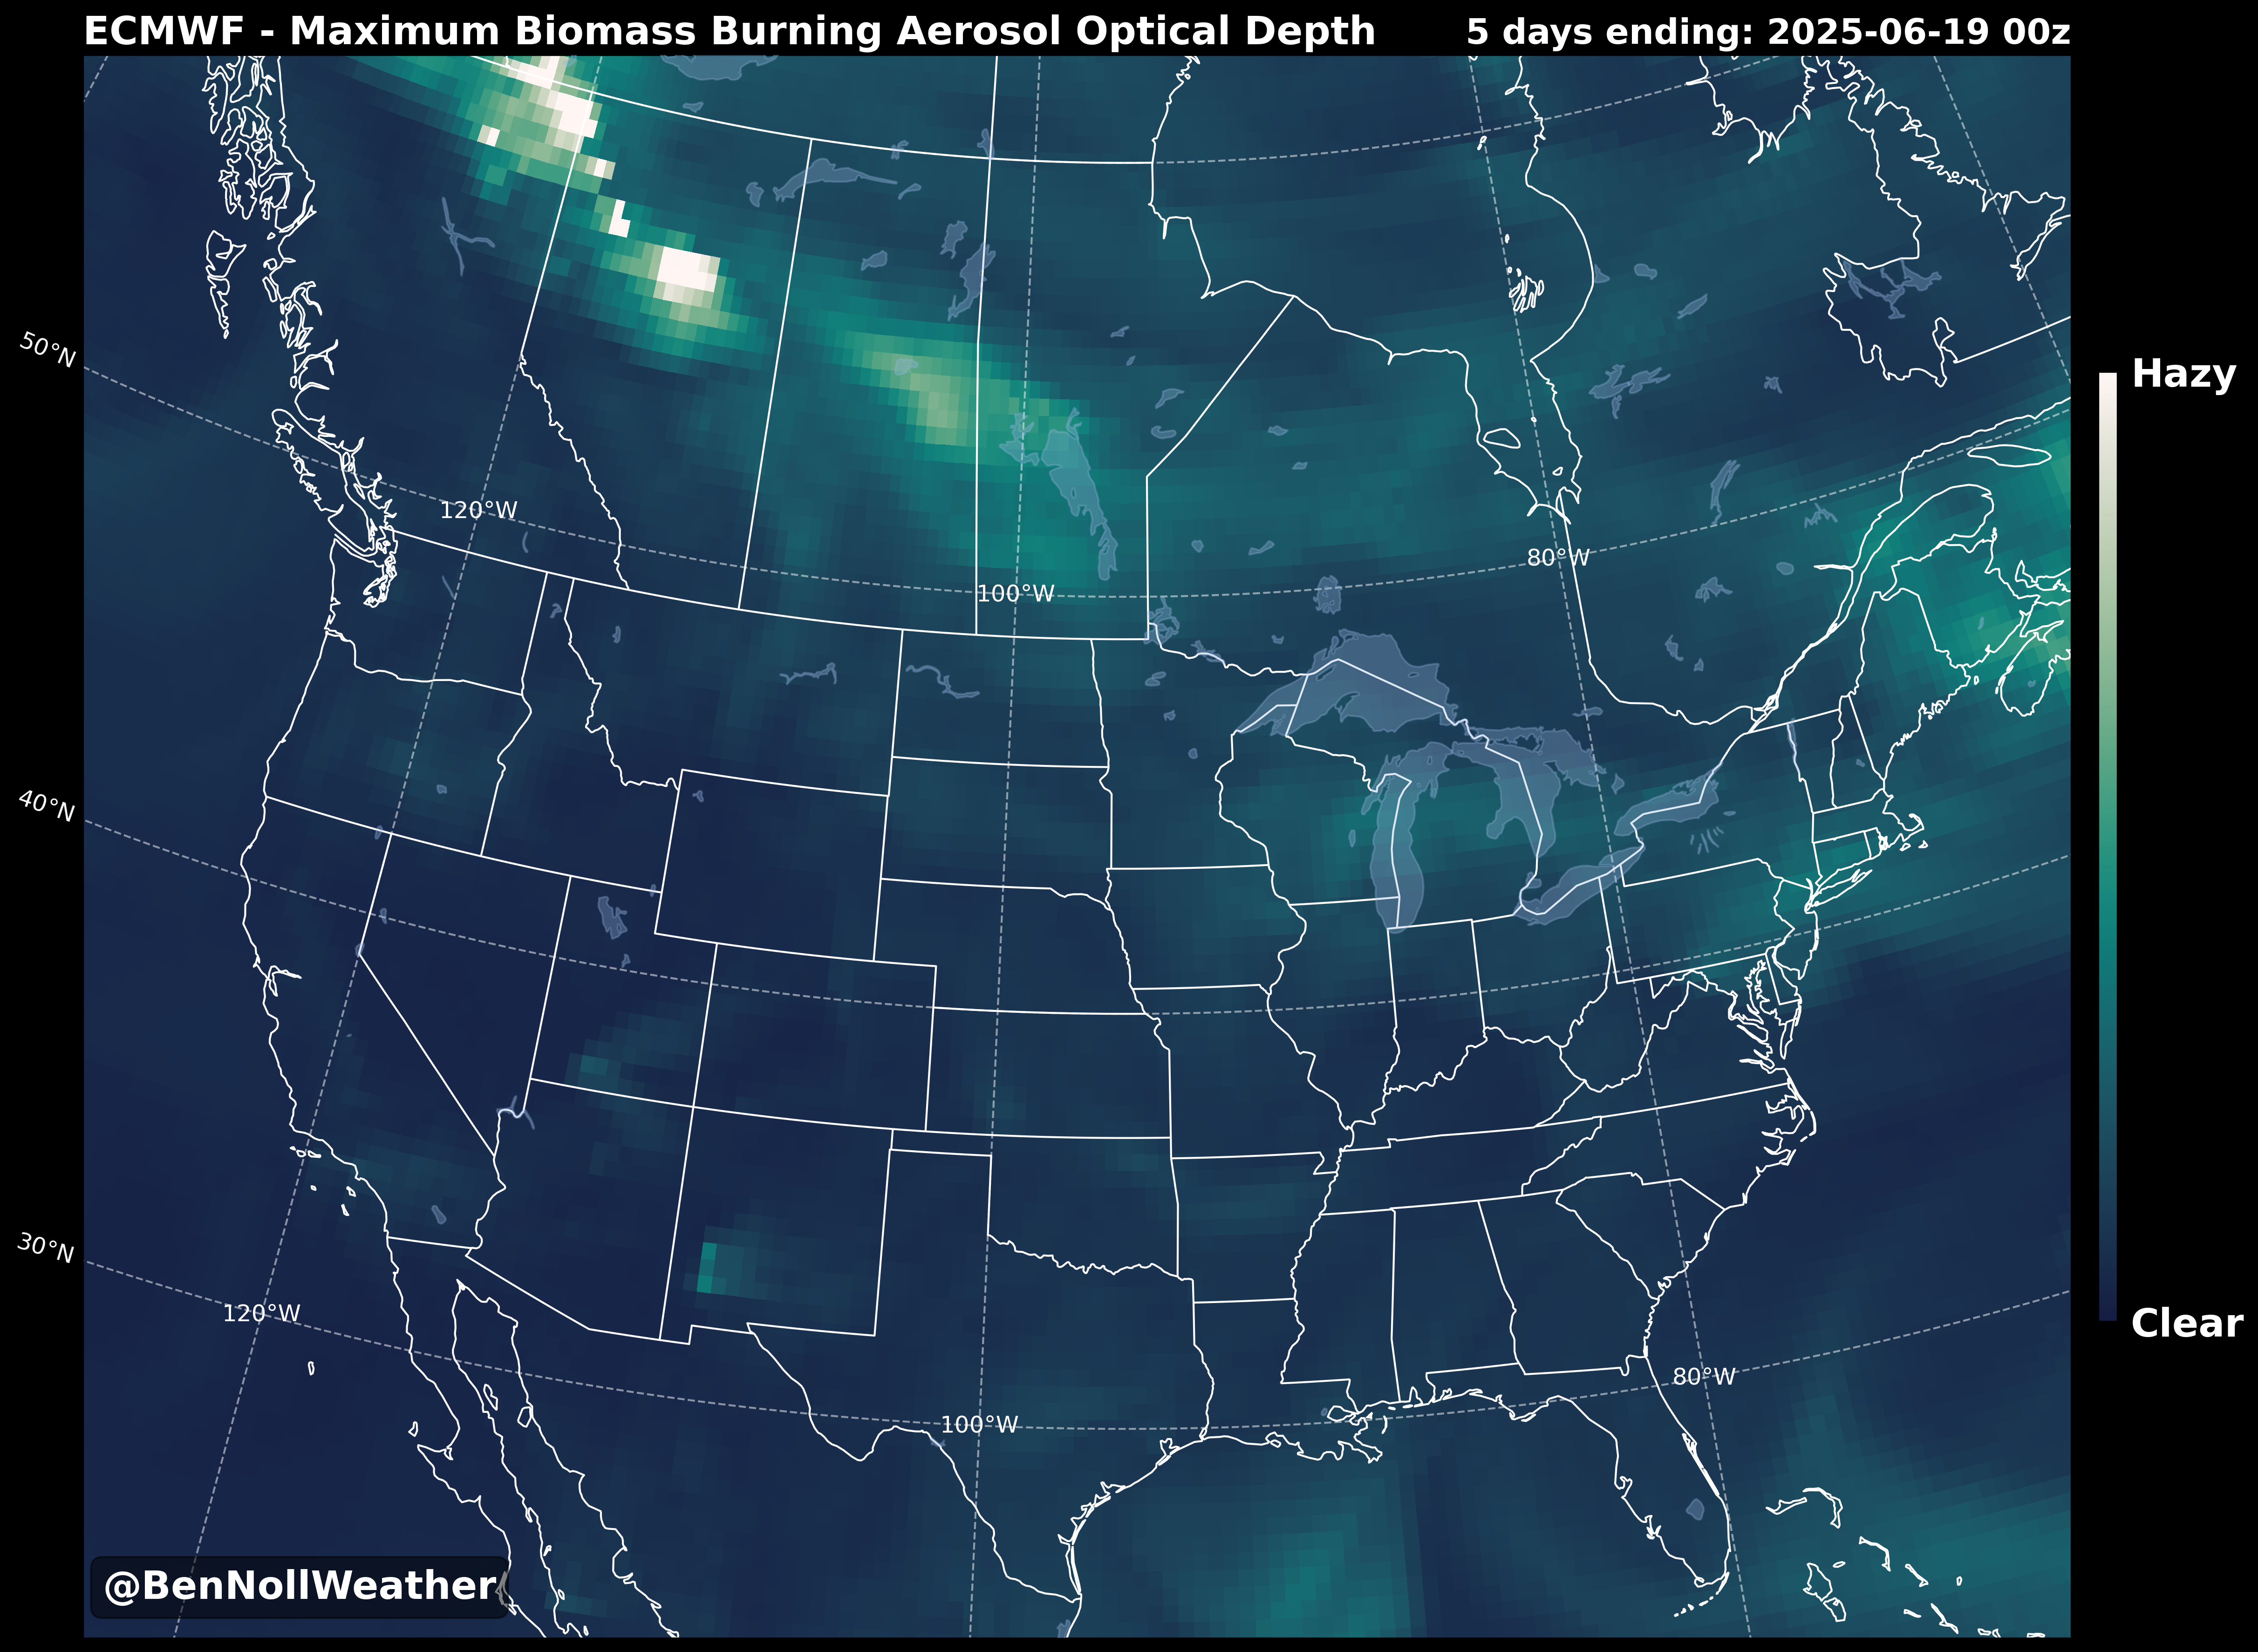 ECMWF - Maximum Biomass Burning Aerosol Optical Depth
5 days ending: 2025-06-19 00z
50°N
Hazy
120°W
80°W
100°W
40°N
30°N
120°W
Clear
80°W
100°W
@BenNollWeather